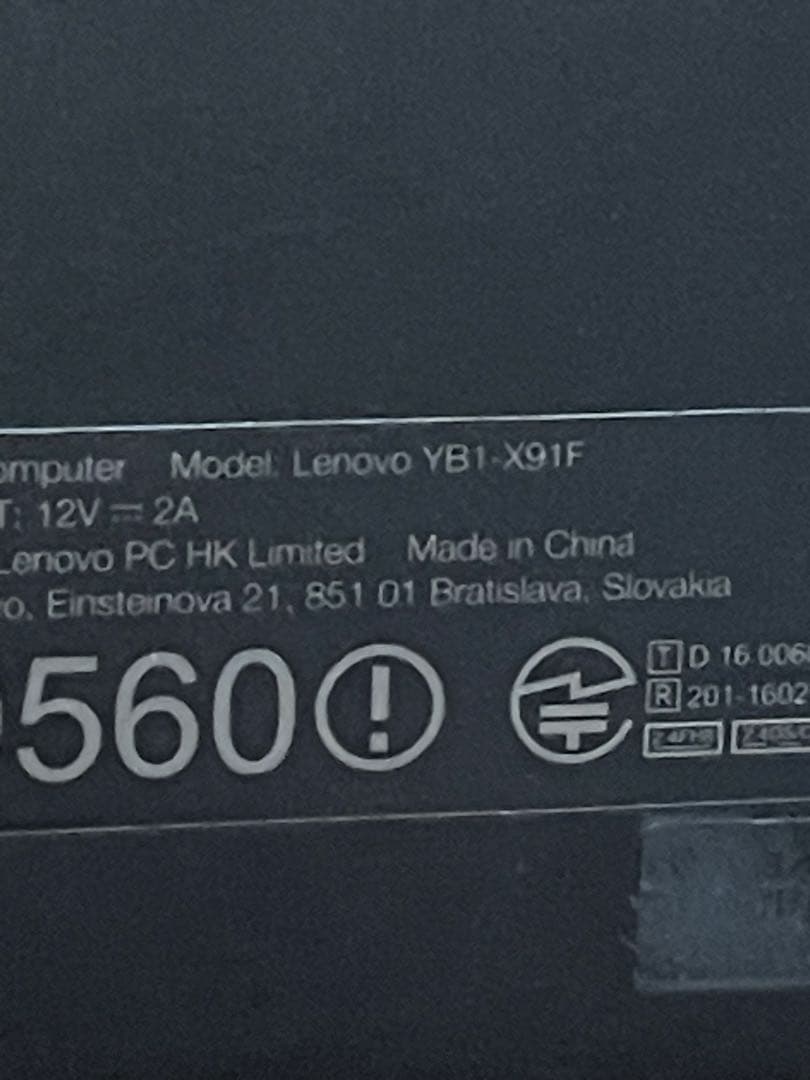 omputer Model: Lenovo YB1-X91F
T: 12V ⎓ 2A
Lenovo PC HK Limited Made in China
o, Einsteinova 21, 851 01 Bratislava, Slovakia
560
T D 16 006
R 201-1602